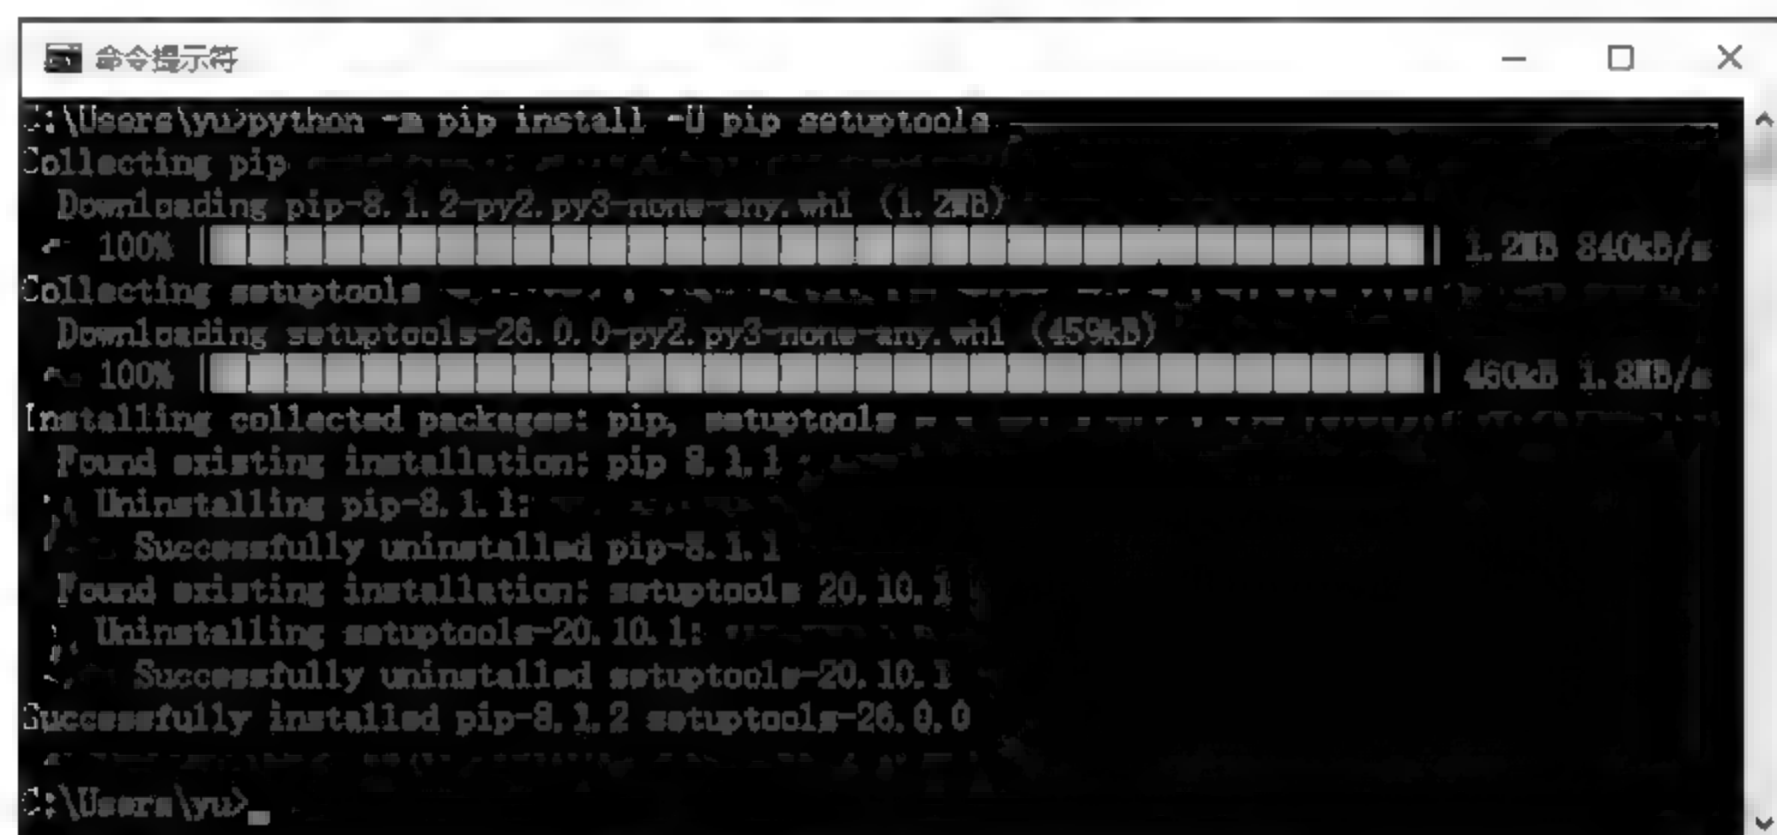 命令提示符
C:\Users\yu>python -m pip install -U pip setuptools
Collecting pip
Downloading pip-8.1.2-py2.py3-none-any.whl (1.2MB)
100% 1.2MB 840kB/s
Collecting setuptools
Downloading setuptools-26.0.0-py2.py3-none-any.whl (459kB)
100% 460kB 1.8MB/s
Installing collected packages: pip, setuptools
Found existing installation: pip 8.1.1
Uninstalling pip-8.1.1:
Successfully uninstalled pip-8.1.1
Found existing installation: setuptools 20.10.1
Uninstalling setuptools-20.10.1:
Successfully uninstalled setuptools-20.10.1
Successfully installed pip-8.1.2 setuptools-26.0.0
C:\Users\yu>_